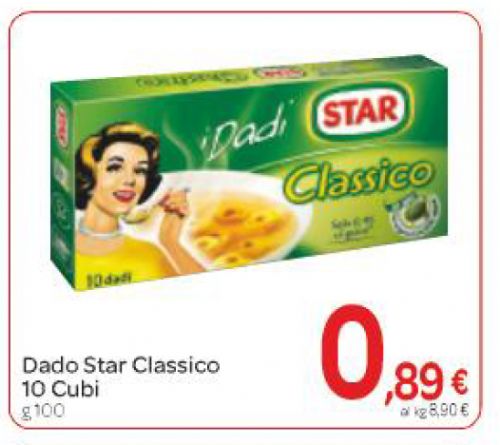 i Dadi
STAR
Classico
10 dadi
Dado Star Classico
10 Cubi
g 100
0,89 €
al kg 8,90 €